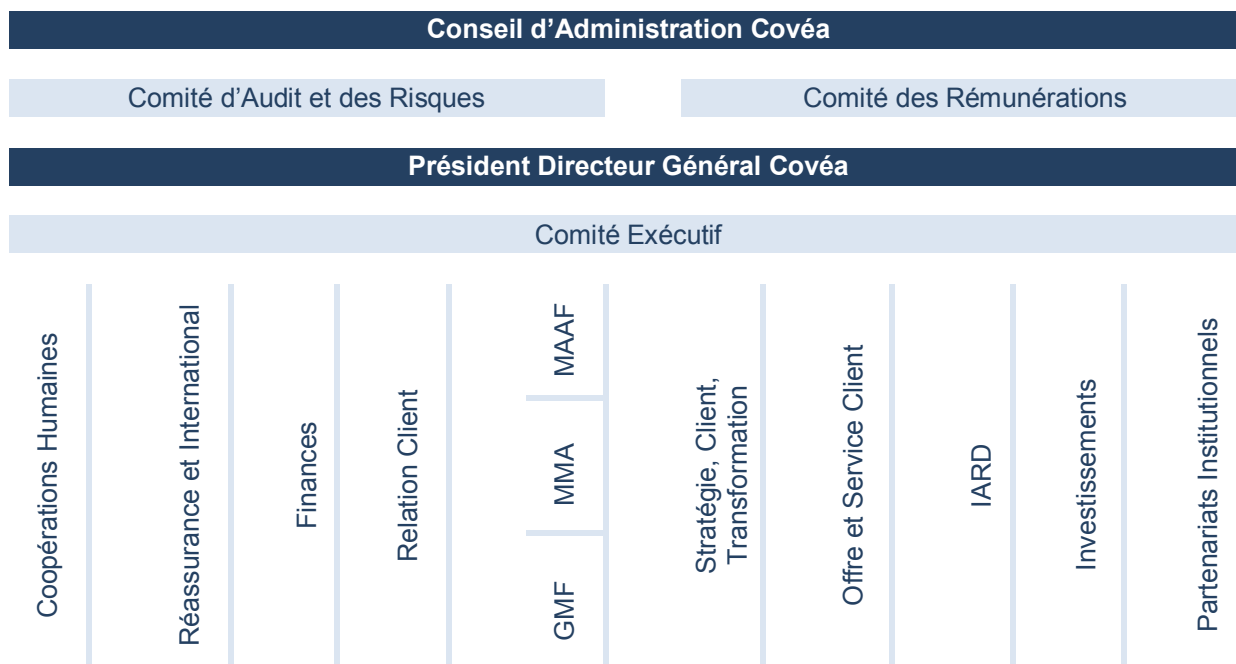 Conseil d’Administration Covéa
Comité d’Audit et des Risques
Comité des Rémunérations
Président Directeur Général Covéa
Comité Exécutif
Coopérations Humaines
Réassurance et International
Finances
Relation Client
MAAF
MMA
GMF
Stratégie, Client,
Transformation
Offre et Service Client
IARD
Investissements
Partenariats Institutionnels